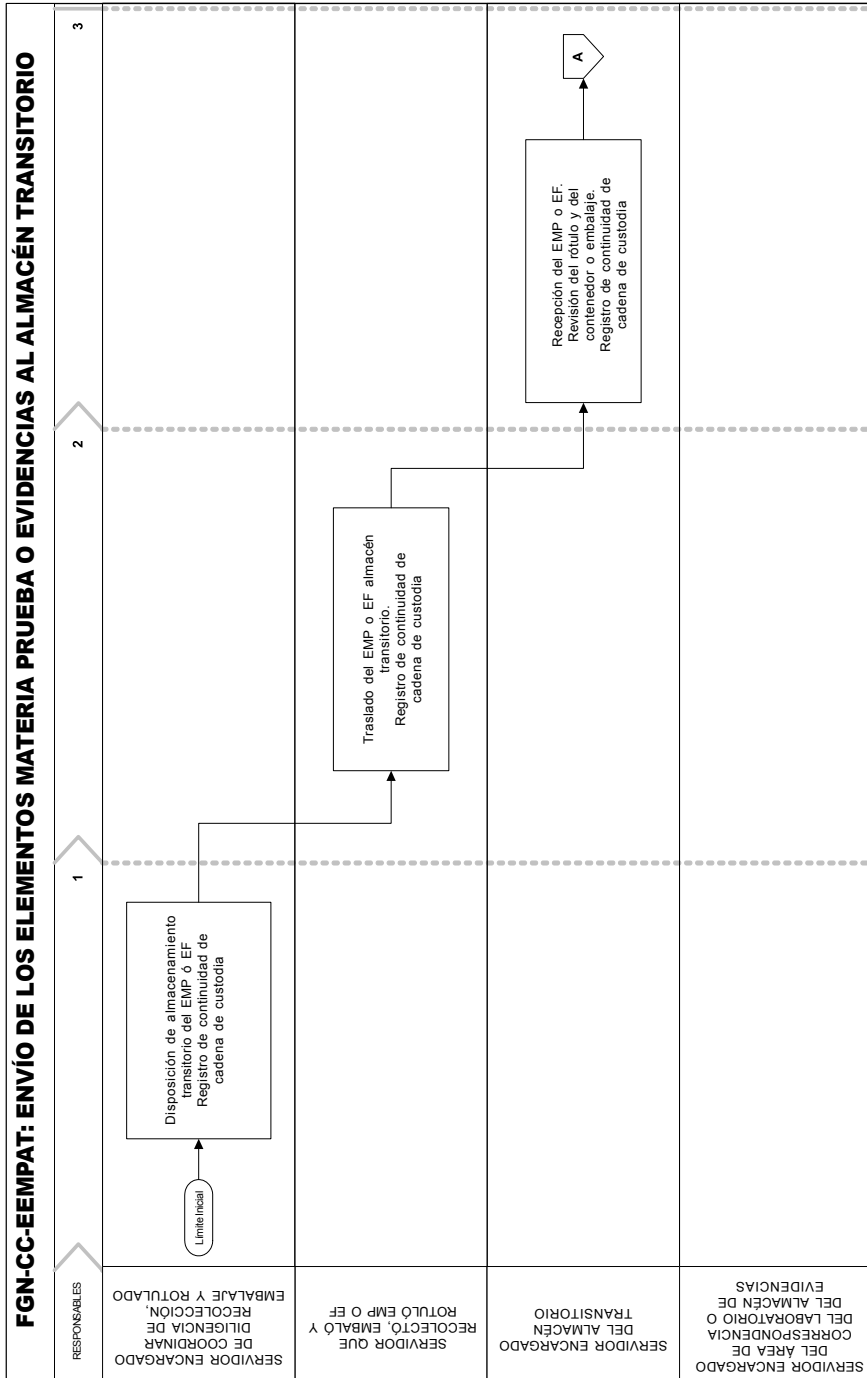 FGN-CC-EEMPAT: ENVÍO DE LOS ELEMENTOS MATERIA PRUEBA O EVIDENCIAS AL ALMACÉN TRANSITORIO
RESPONSABLES
1
2
3
SERVIDOR ENCARGADO
DE COORDINAR
DILIGENCIA DE
RECOLECCIÓN,
EMBALAJE Y ROTULADO
Límite Inicial
Disposición de almacenamiento
transitorio del EMP ó EF
Registro de continuidad de
cadena de custodia
SERVIDOR QUE
RECOLECTÓ, EMBALÓ Y
ROTULÓ EMP O EF
Traslado del EMP o EF almacén
transitorio.
Registro de continuidad de
cadena de custodia
SERVIDOR ENCARGADO
DEL ALMACÉN
TRANSITORIO
Recepción del EMP o EF.
Revisión del rótulo y del
contenedor o embalaje.
Registro de continuidad de
cadena de custodia
A
SERVIDOR ENCARGADO
DEL ÁREA DE
CORRESPONDENCIA
DEL LABORATORIO O
DEL ALMACÉN DE
EVIDENCIAS